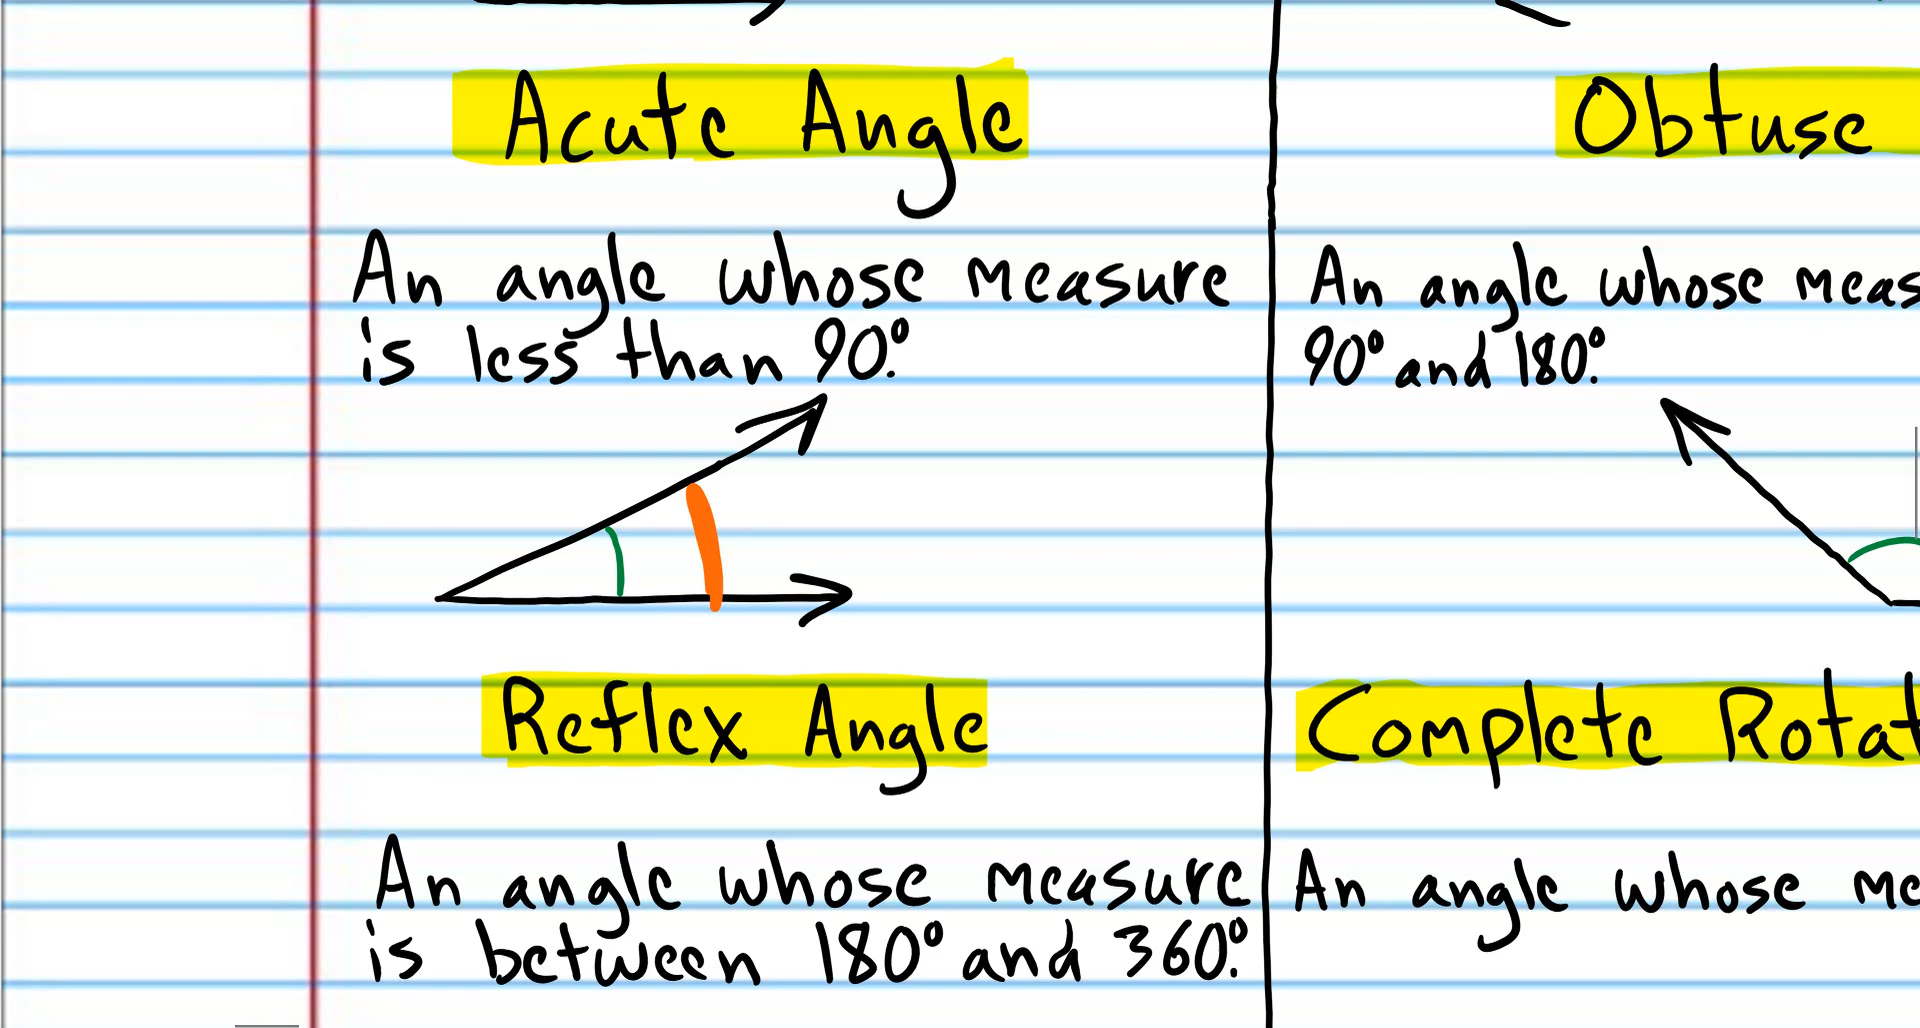 Acute Angle
An angle whose measure
is less than 90°.
Obtuse
An angle whose meas
90° and 180°.
Reflex Angle
An angle whose measure
is between 180° and 360°.
Complete Rotat
An angle whose me